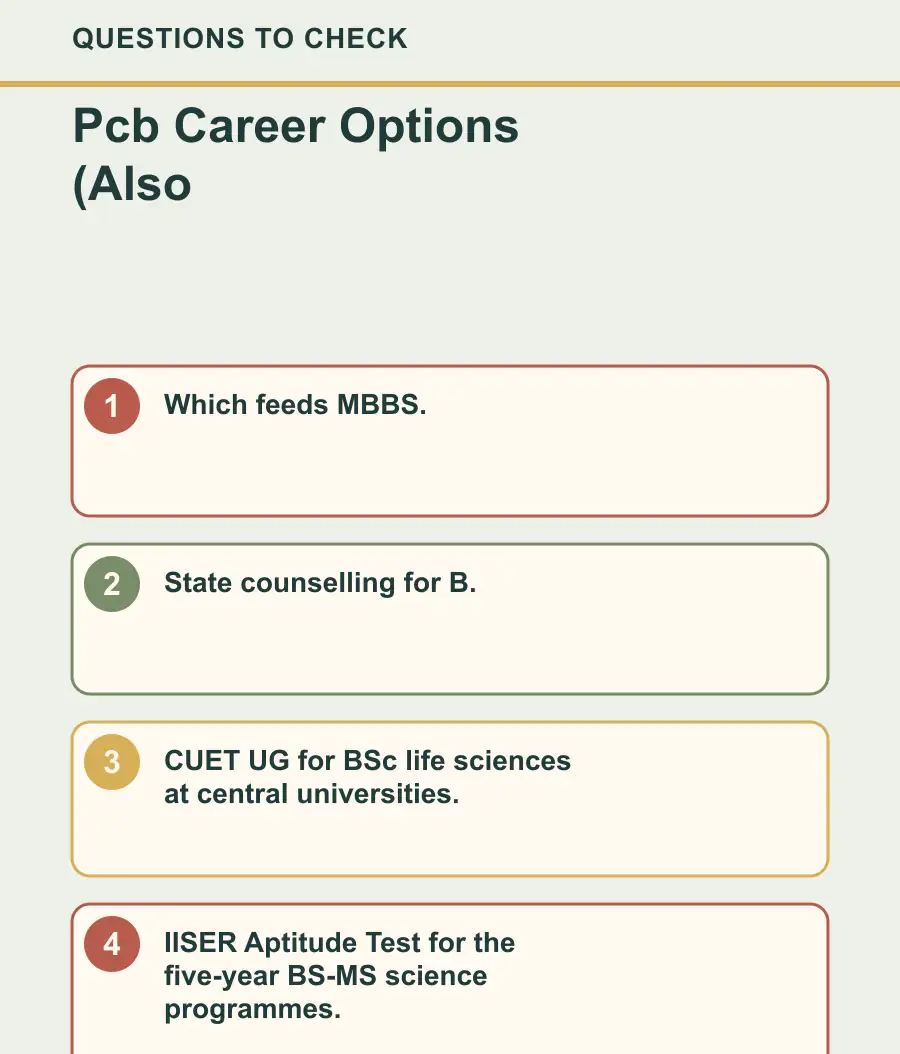 QUESTIONS TO CHECK
Pcb Career Options
(Also
1
Which feeds MBBS.
2
State counselling for B.
3
CUET UG for BSc life sciences
at central universities.
4
IISER Aptitude Test for the
five-year BS-MS science
programmes.